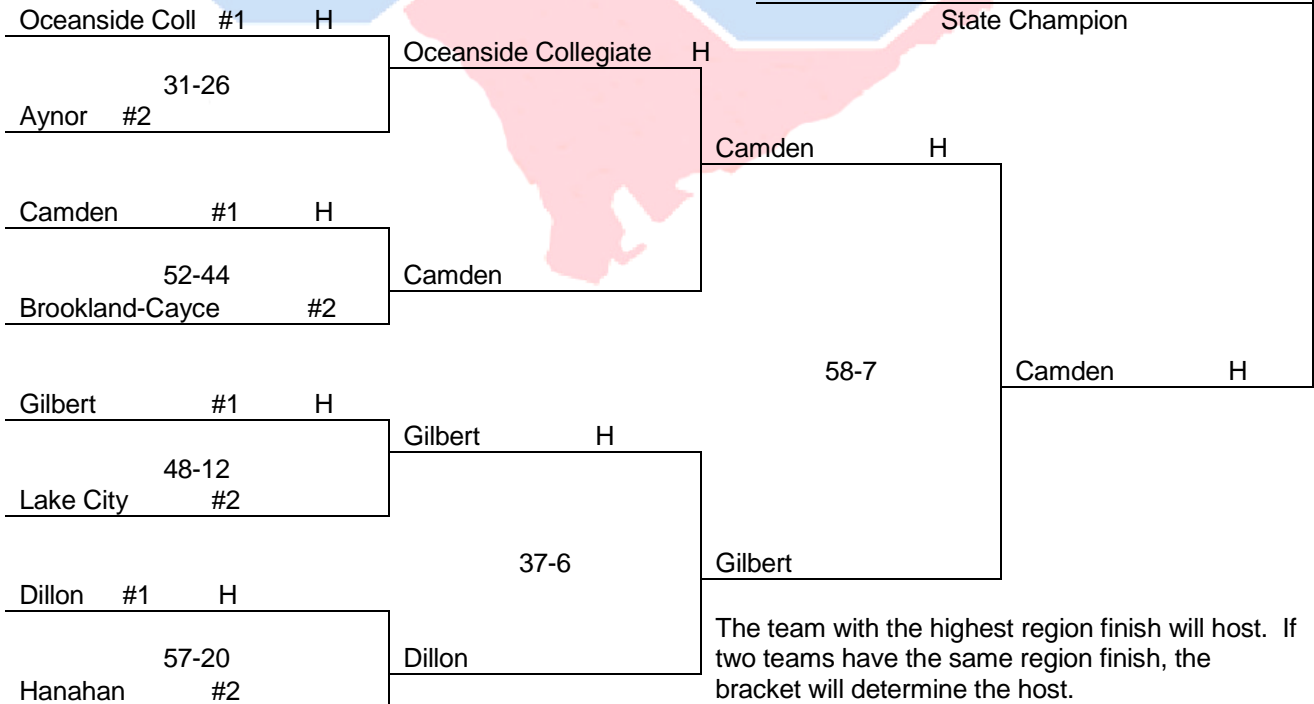 State Champion
Oceanside Coll #1 H
Oceanside Collegiate H
31-26
Aynor #2
Camden H
Camden #1 H
52-44
Camden
Brookland-Cayce #2
58-7
Camden H
Gilbert #1 H
Gilbert H
48-12
Lake City #2
37-6
Gilbert
Dillon #1 H
57-20
Dillon
Hanahan #2
The team with the highest region finish will host. If
two teams have the same region finish, the
bracket will determine the host.